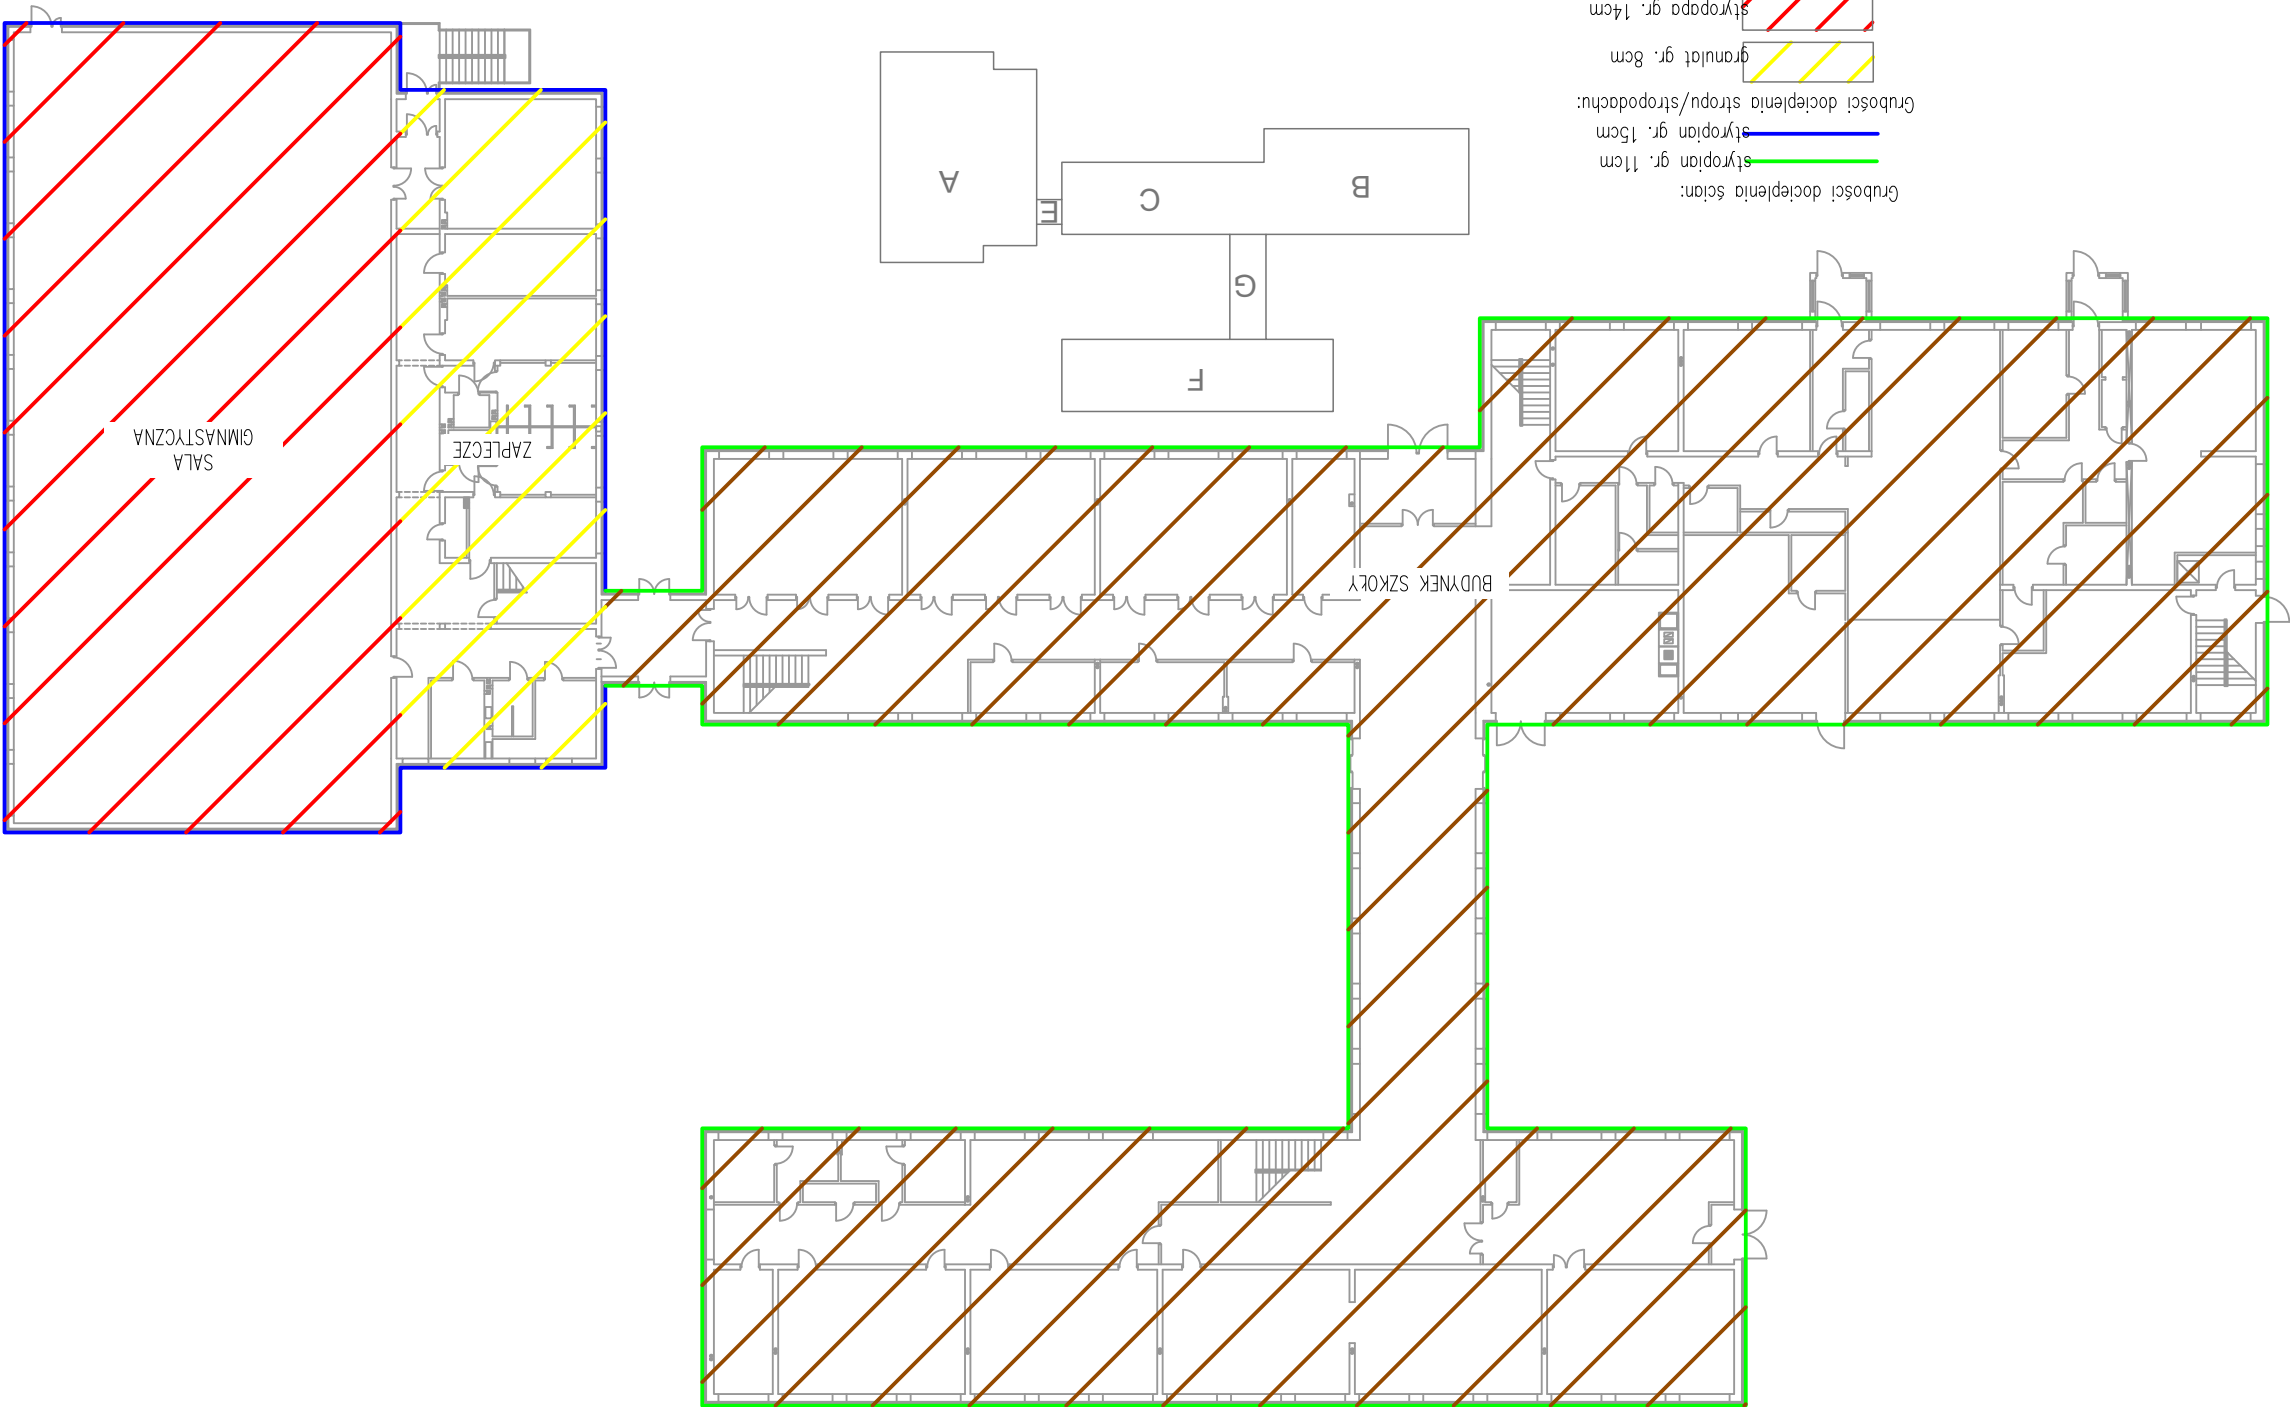 Grubości docieplenia ścian:
styropian gr. 11cm
styropian gr. 15cm
Grubości docieplenia stropu/stropodachu:
granulat gr. 8cm
styropapa gr. 14cm
F
G
B
C
E
A
BUDYNEK SZKOŁY
ZAPLECZE
SALA
GIMNASTYCZNA